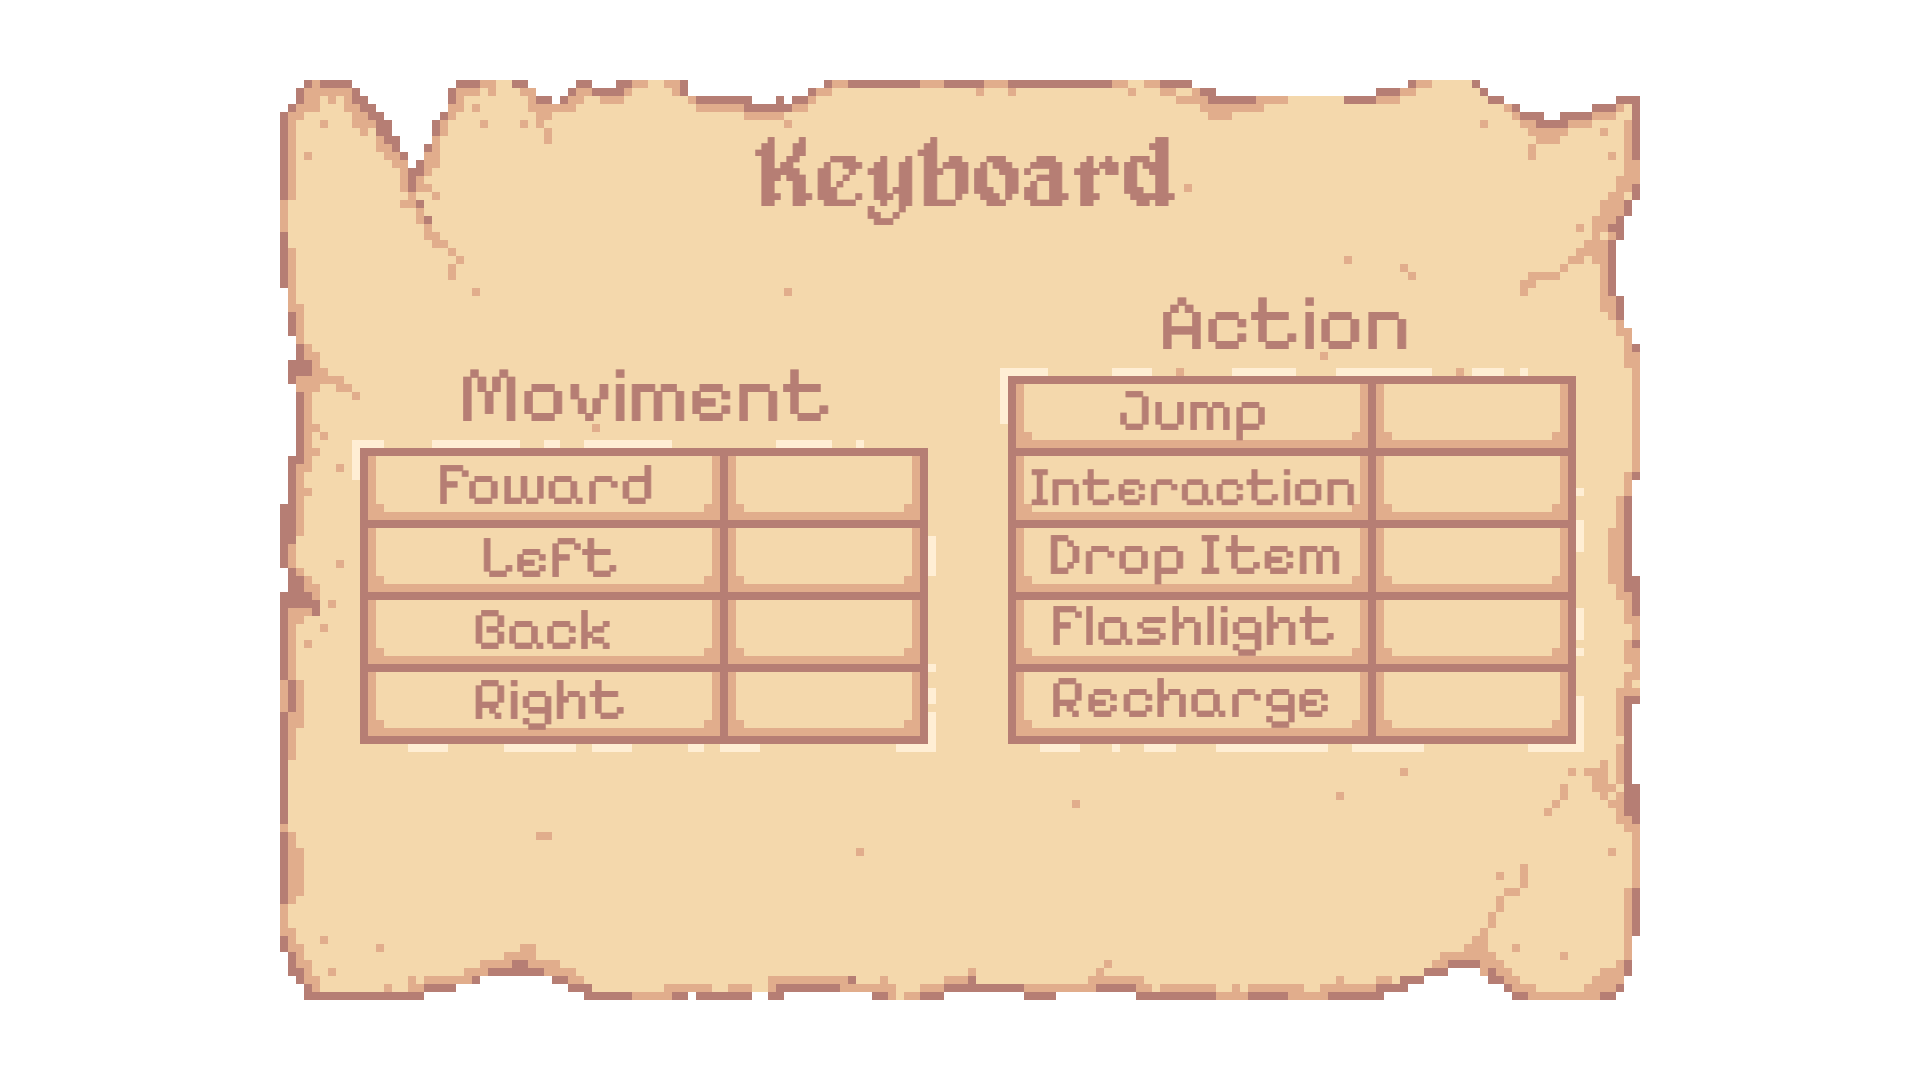 Keyboard
Moviment
Foward
Left
Back
Right
Action
Jump
Interaction
Drop Item
Flashlight
Recharge